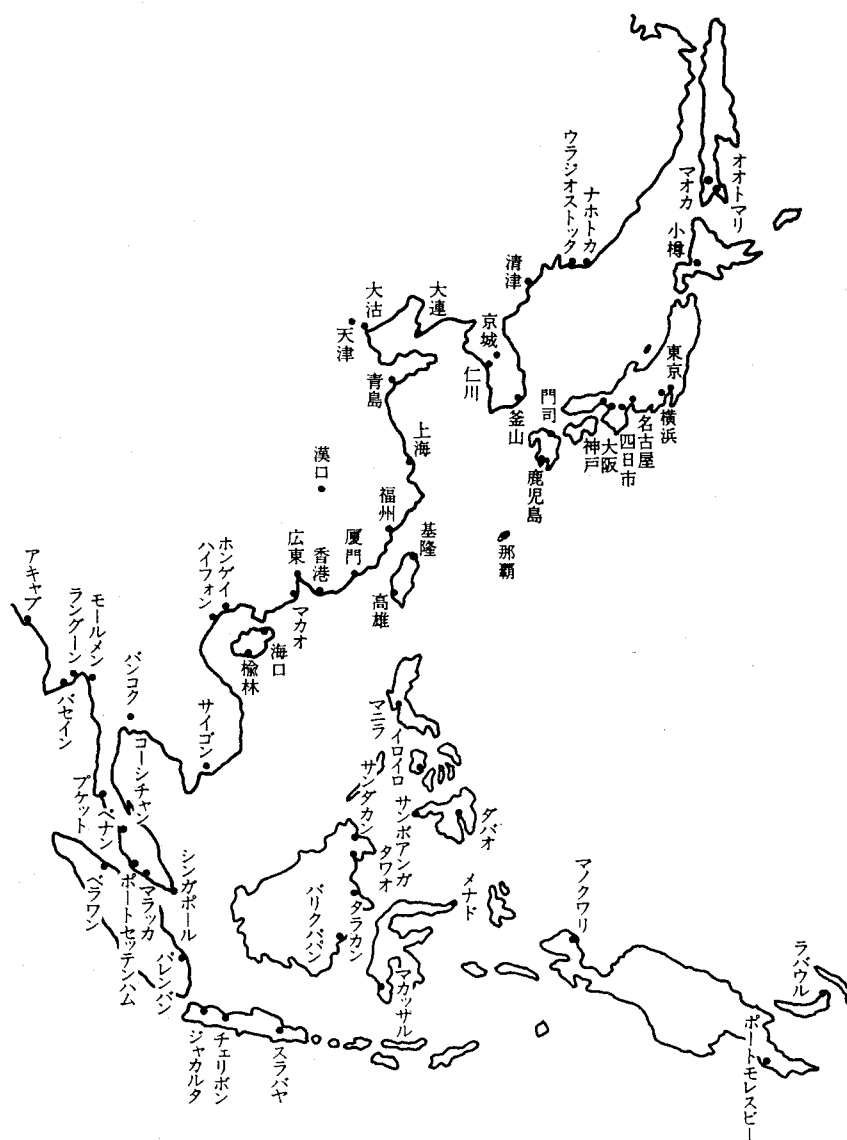 オオトマリ
マオカ
小樽
ナホトカ
ウラジオストック
清津
大連
大沽
天津
京城
仁川
釜山
青島
東京
横浜
名古屋
四日市
大阪
神戸
門司
鹿児島
那覇
上海
漢口
福州
基隆
高雄
厦門
香港
広東
マカオ
ホンゲイ
ハイフォン
海口
楡林
アキャブ
モールメン
ラングーン
バセイン
バンコク
サイゴン
コーシチャン
プケット
ペナン
ベラワン
シンガポール
マラッカ
ポートセッテンハム
パレンバン
ジャカルタ
チェリボン
スラバヤ
マニラ
イロイロ
サンボアンガ
ダバオ
サンダカン
タワオ
タラカン
バリクパパン
メナド
マカッサル
マノクワリ
ラバウル
ポートモレスビー